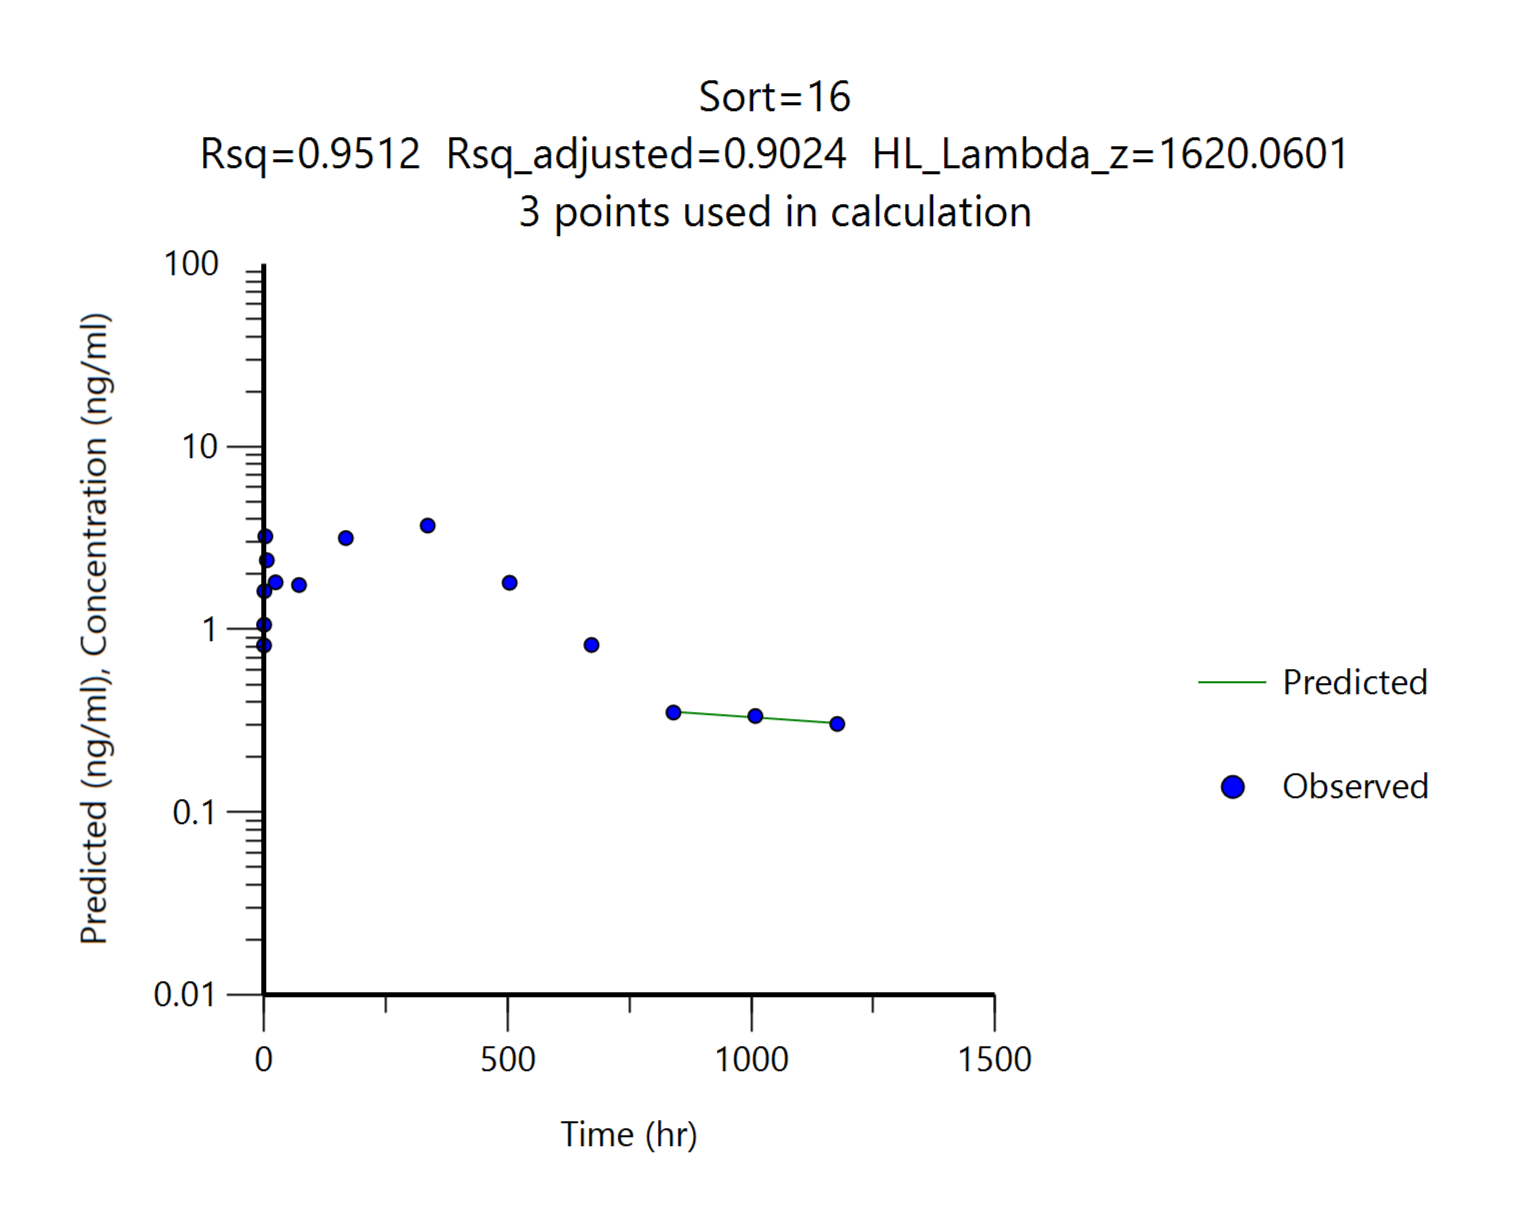 Sort=16
Rsq=0.9512 Rsq_adjusted=0.9024 HL_Lambda_z=1620.0601
3 points used in calculation
100
10
1
0.1
0.01
Predicted (ng/ml), Concentration (ng/ml)
0 500 1000 1500
Time (hr)
Predicted
Observed